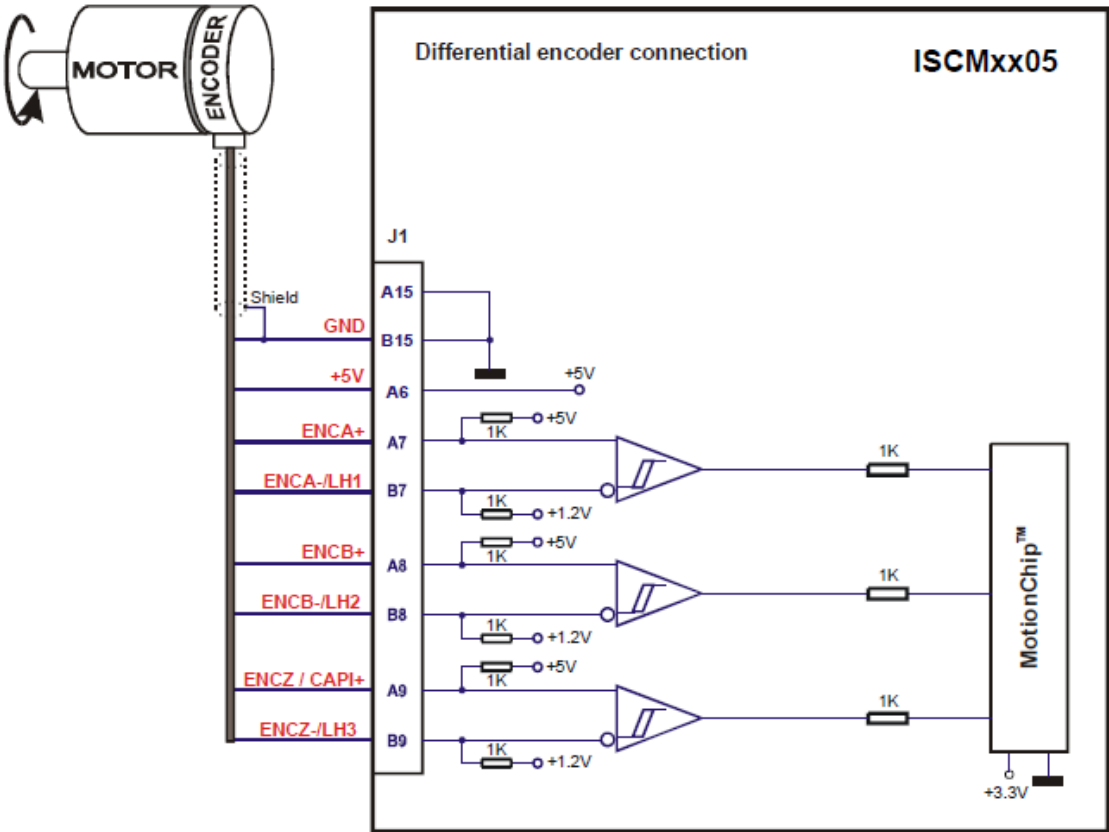 Differential encoder connection
ISCMxx05
MOTOR
ENCODER
J1
Shield
A15
GND
B15
+5V
A6
+5V
+5V
1K
ENCA+
A7
1K
ENCA-/LH1
B7
1K
+1.2V
+5V
1K
ENCB+
A8
1K
ENCB-/LH2
B8
1K
+1.2V
+5V
1K
ENCZ / CAPI+
A9
1K
ENCZ-/LH3
B9
1K
+1.2V
MotionChip™
+3.3V